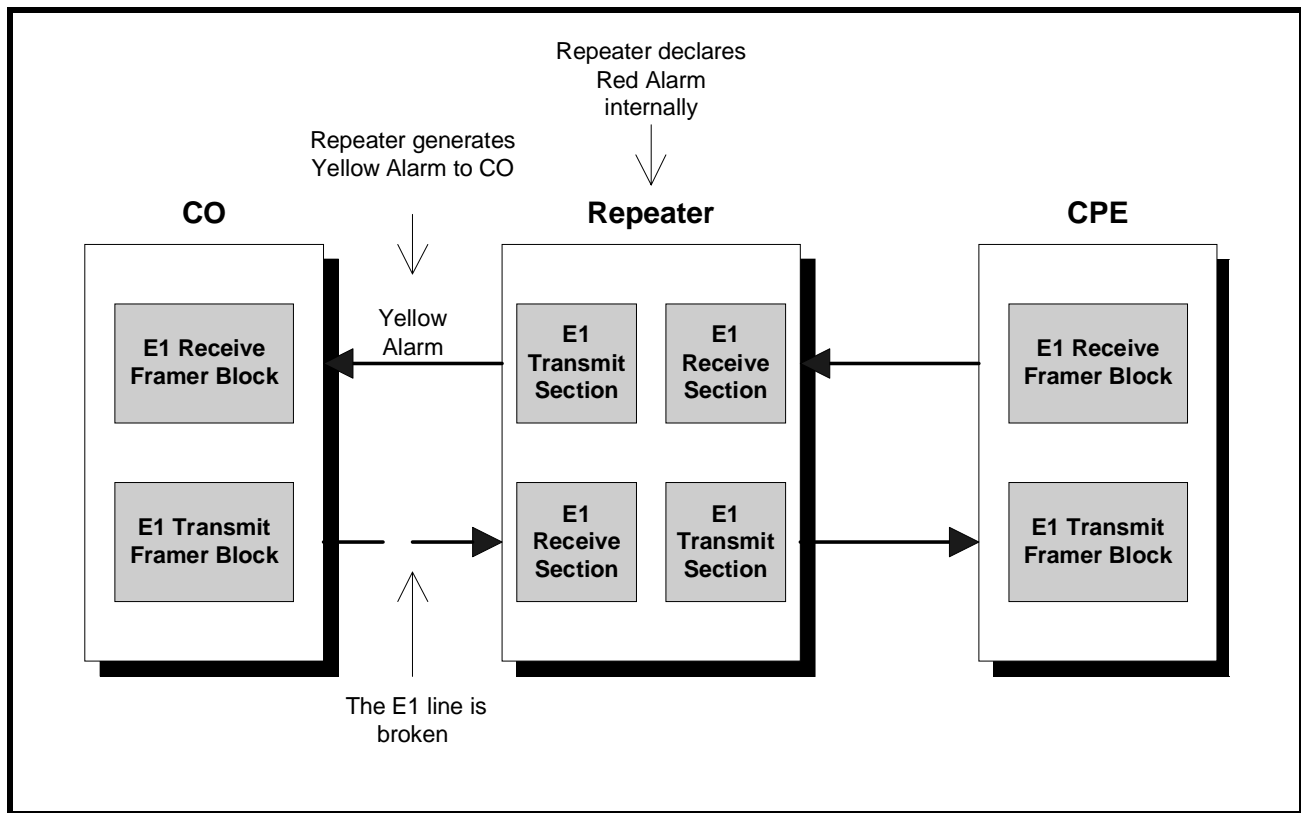 Repeater declares
Red Alarm
internally
Repeater generates
Yellow Alarm to CO
CO
Repeater
CPE
E1 Receive
Framer Block
Yellow
Alarm
E1
Transmit
Section
E1
Receive
Section
E1 Receive
Framer Block
E1 Transmit
Framer Block
E1
Receive
Section
E1
Transmit
Section
E1 Transmit
Framer Block
The E1 line is
broken